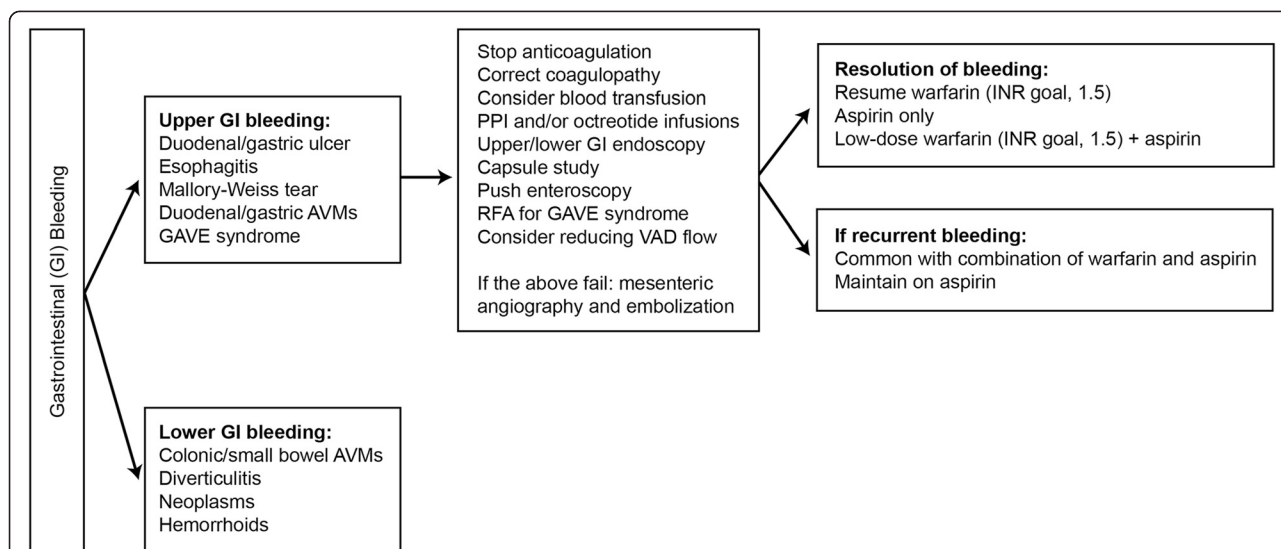 Gastrointestinal (GI) Bleeding
Upper GI bleeding:
Duodenal/gastric ulcer
Esophagitis
Mallory-Weiss tear
Duodenal/gastric AVMs
GAVE syndrome
Lower GI bleeding:
Colonic/small bowel AVMs
Diverticulitis
Neoplasms
Hemorrhoids
Stop anticoagulation
Correct coagulopathy
Consider blood transfusion
PPI and/or octreotide infusions
Upper/lower GI endoscopy
Capsule study
Push enteroscopy
RFA for GAVE syndrome
Consider reducing VAD flow
If the above fail: mesenteric
angiography and embolization
Resolution of bleeding:
Resume warfarin (INR goal, 1.5)
Aspirin only
Low-dose warfarin (INR goal, 1.5) + aspirin
If recurrent bleeding:
Common with combination of warfarin and aspirin
Maintain on aspirin